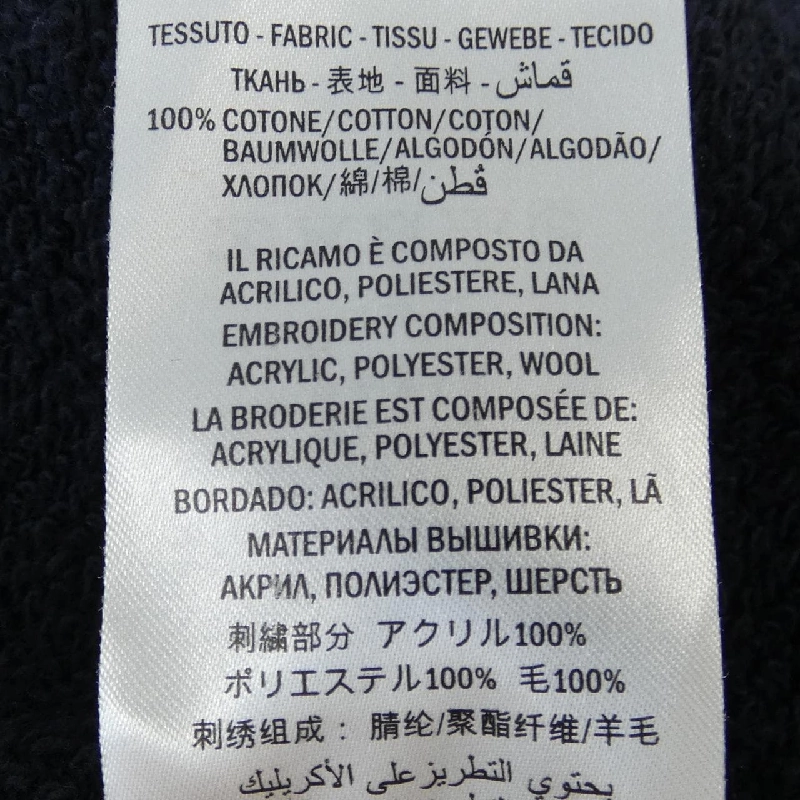 TESSUTO - FABRIC - TISSU - GEWEBE - TECIDO
ТКАНЬ - 表地 - 面料 - قماش
100% COTONE/COTTON/COTON/
BAUMWOLLE/ALGODÓN/ALGODÃO/
ХЛОПОК/綿/棉/قطن
IL RICAMO È COMPOSTO DA
ACRILICO, POLIESTERE, LANA
EMBROIDERY COMPOSITION:
ACRYLIC, POLYESTER, WOOL
LA BRODERIE EST COMPOSÉE DE:
ACRYLIQUE, POLYESTER, LAINE
BORDADO: ACRILICO, POLIESTER, LÃ
МАТЕРИАЛЫ ВЫШИВКИ:
АКРИЛ, ПОЛИЭСТЕР, ШЕРСТЬ
刺繍部分 アクリル100%
ポリエステル100% 毛100%
刺绣组成：腈纶/聚酯纤维/羊毛
يحتوي التطريز على الأكريليك